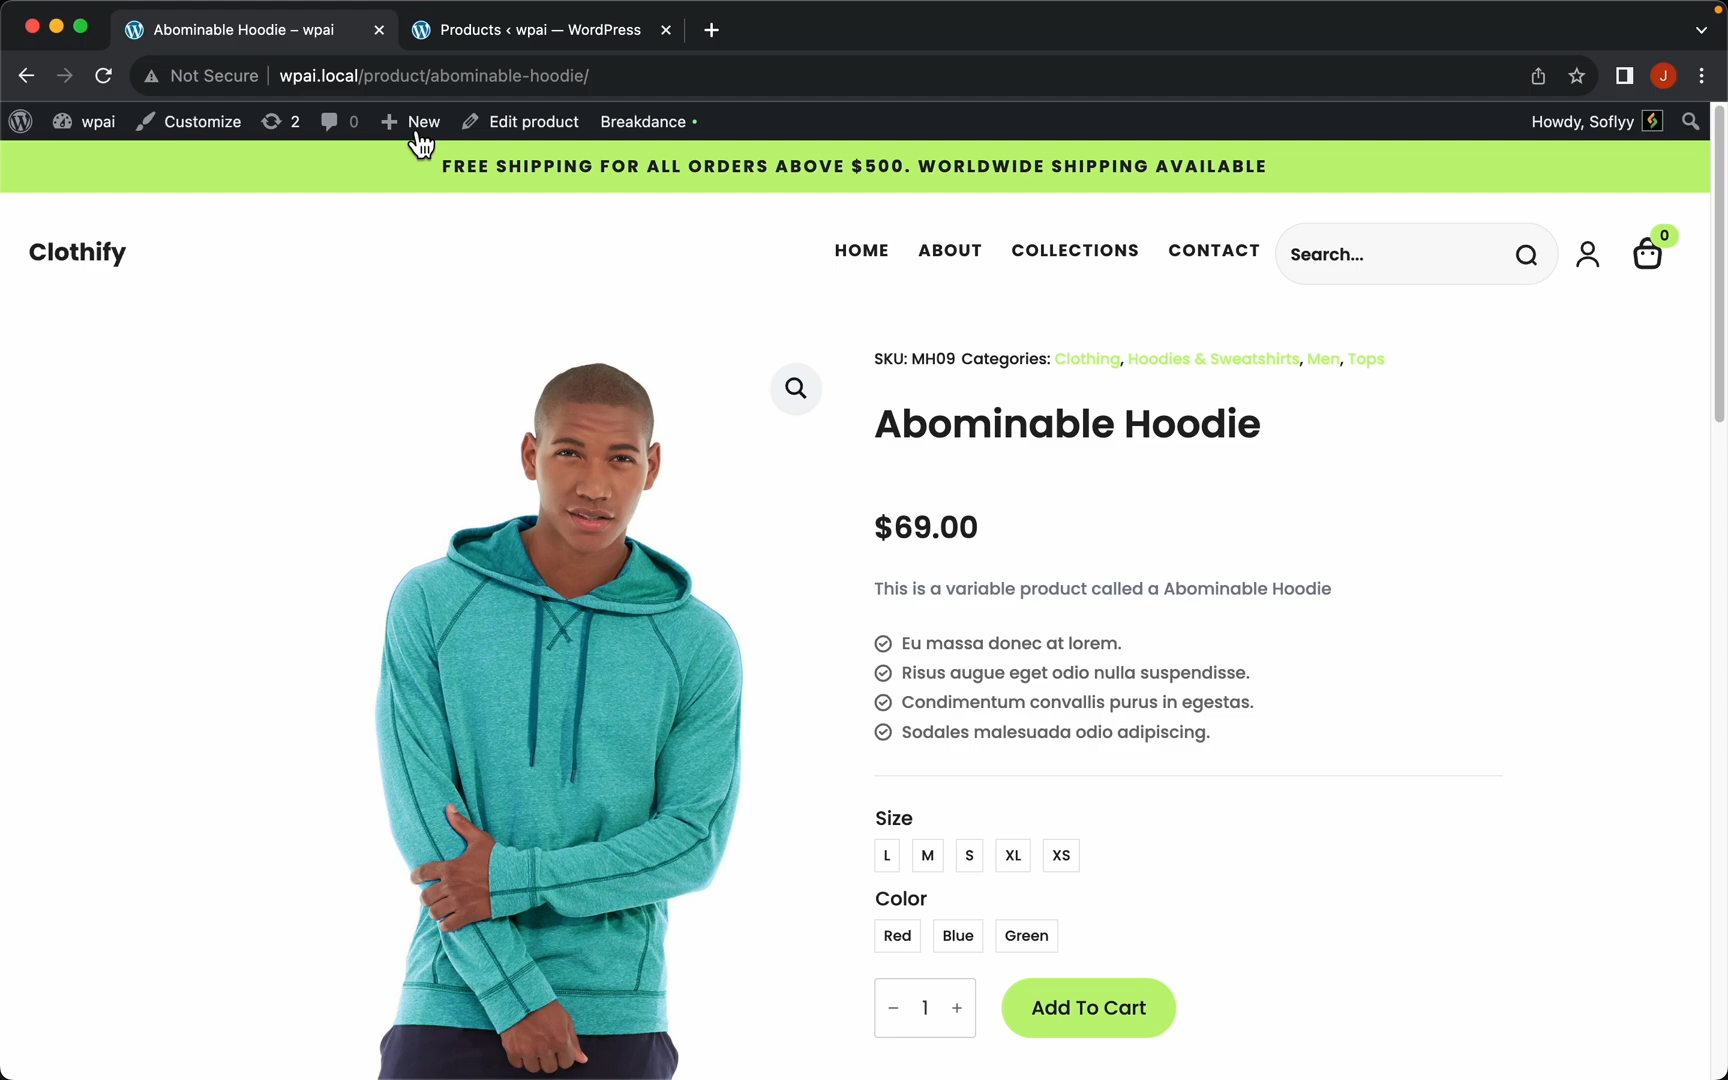 Abominable Hoodie – wpai
Products ‹ wpai — WordPress
Not Secure
wpai.local/product/abominable-hoodie/
J
wpai
Customize
2
0
New
Edit product
Breakdance
Howdy, Soflyy
FREE SHIPPING FOR ALL ORDERS ABOVE $500. WORLDWIDE SHIPPING AVAILABLE
Clothify
HOME
ABOUT
COLLECTIONS
CONTACT
Search...
0
SKU: MH09 Categories: Clothing, Hoodies & Sweatshirts, Men, Tops
Abominable Hoodie
$69.00
This is a variable product called a Abominable Hoodie
Eu massa donec at lorem.
Risus augue eget odio nulla suspendisse.
Condimentum convallis purus in egestas.
Sodales malesuada odio adipiscing.
Size
L M S XL XS
Color
Red Blue Green
− 1 +
Add To Cart